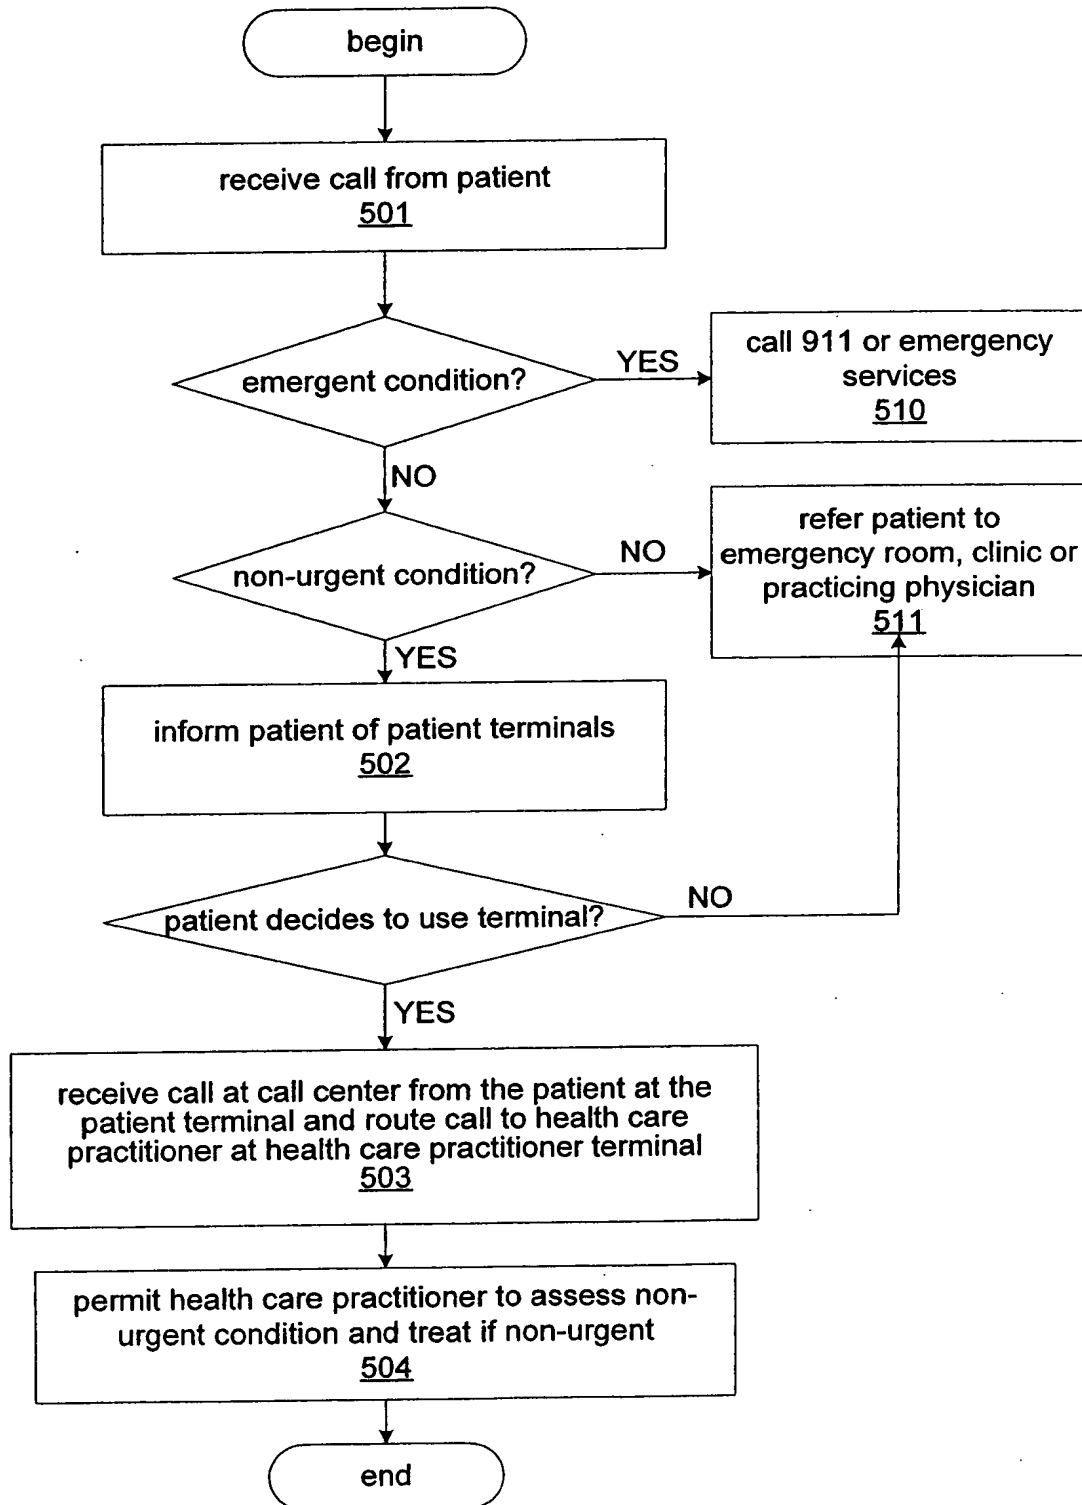 begin
receive call from patient
501
emergent condition?
YES
call 911 or emergency
services
510
NO
non-urgent condition?
NO
refer patient to
emergency room, clinic or
practicing physician
511
YES
inform patient of patient terminals
502
patient decides to use terminal?
NO
YES
receive call at call center from the patient at the
patient terminal and route call to health care
practitioner at health care practitioner terminal
503
permit health care practitioner to assess non-
urgent condition and treat if non-urgent
504
end